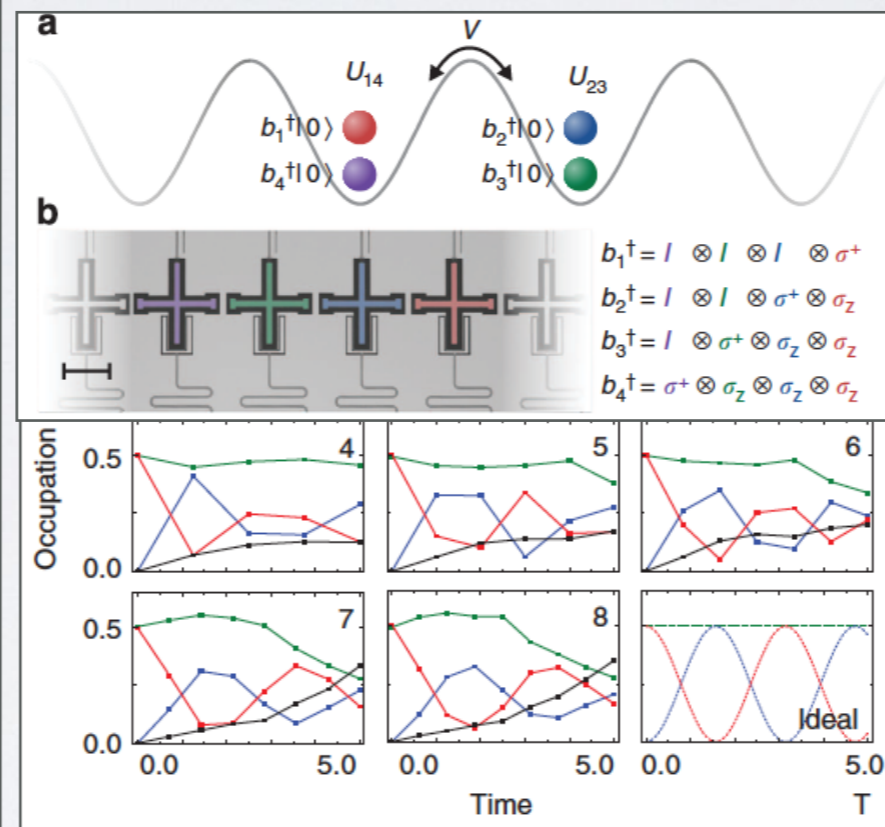 a
V
U14 U23
b1†|0⟩ b2†|0⟩
b4†|0⟩ b3†|0⟩
b
b1† = I ⊗ I ⊗ I ⊗ σ+
b2† = I ⊗ I ⊗ σ+ ⊗ σz
b3† = I ⊗ σ+ ⊗ σz ⊗ σz
b4† = σ+ ⊗ σz ⊗ σz ⊗ σz
Occupation
0.5 4 5 6
0.0
0.5 7 8
0.0 Ideal
0.0 5.0 0.0 5.0 0.0 5.0
Time T